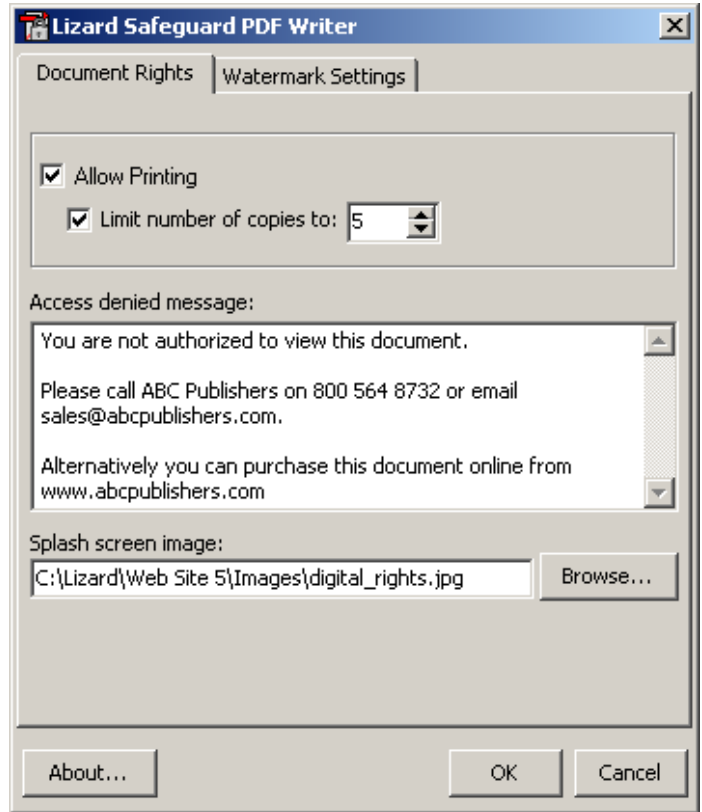 Lizard Safeguard PDF Writer
Document Rights
Watermark Settings
Allow Printing
Limit number of copies to: 5
Access denied message:
You are not authorized to view this document.
Please call ABC Publishers on 800 564 8732 or email
sales@abcpublishers.com.
Alternatively you can purchase this document online from
www.abcpublishers.com
Splash screen image:
C:\Lizard\Web Site 5\Images\digital_rights.jpg
Browse...
About...
OK
Cancel